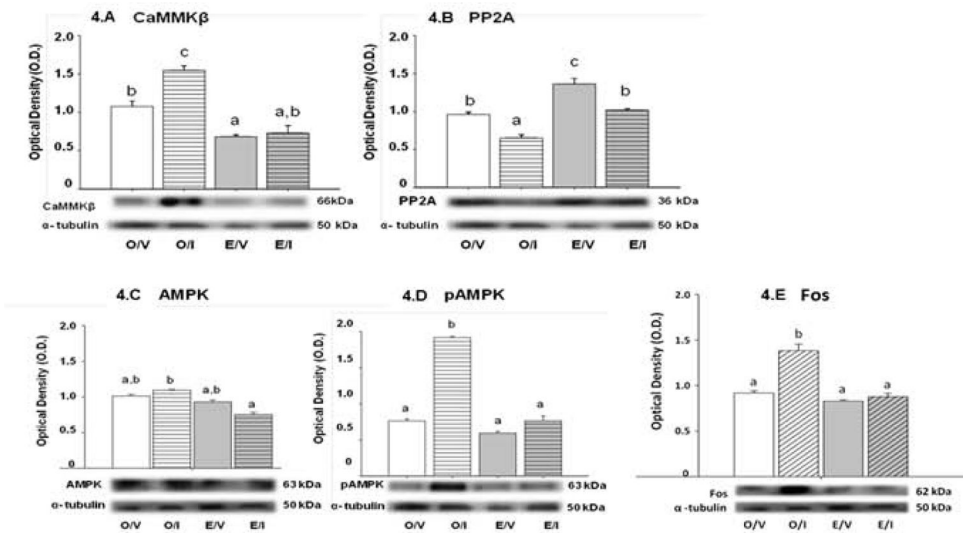 4.A CaMMKβ
Optical Density (O.D.)
2.0
1.5
1.0
0.5
0
b
c
a
a,b
CaMMKβ 66kDa
α- tubulin 50 kDa
O/V O/I E/V E/I
4.B PP2A
Optical Density (O.D.)
2.0
1.5
1.0
0.5
0
b
a
c
b
PP2A 36 kDa
α- tubulin 50 kDa
O/V O/I E/V E/I
4.C AMPK
Optical Density (O.D.)
2.0
1.5
1.0
0.5
0
a,b
b
a,b
a
AMPK 63 kDa
α- tubulin 50 kDa
O/V O/I E/V E/I
4.D pAMPK
Optical Density (O.D.)
2.0
1.5
1.0
0.5
0
a
b
a
a
pAMPK 63kDa
α- tubulin 50 kDa
O/V O/I E/V E/I
4.E Fos
Optical Density (O.D.)
2.0
1.5
1.0
0.5
0
a
b
a
a
Fos 62 kDa
α -tubulin 50 kDa
O/V O/I E/V E/I